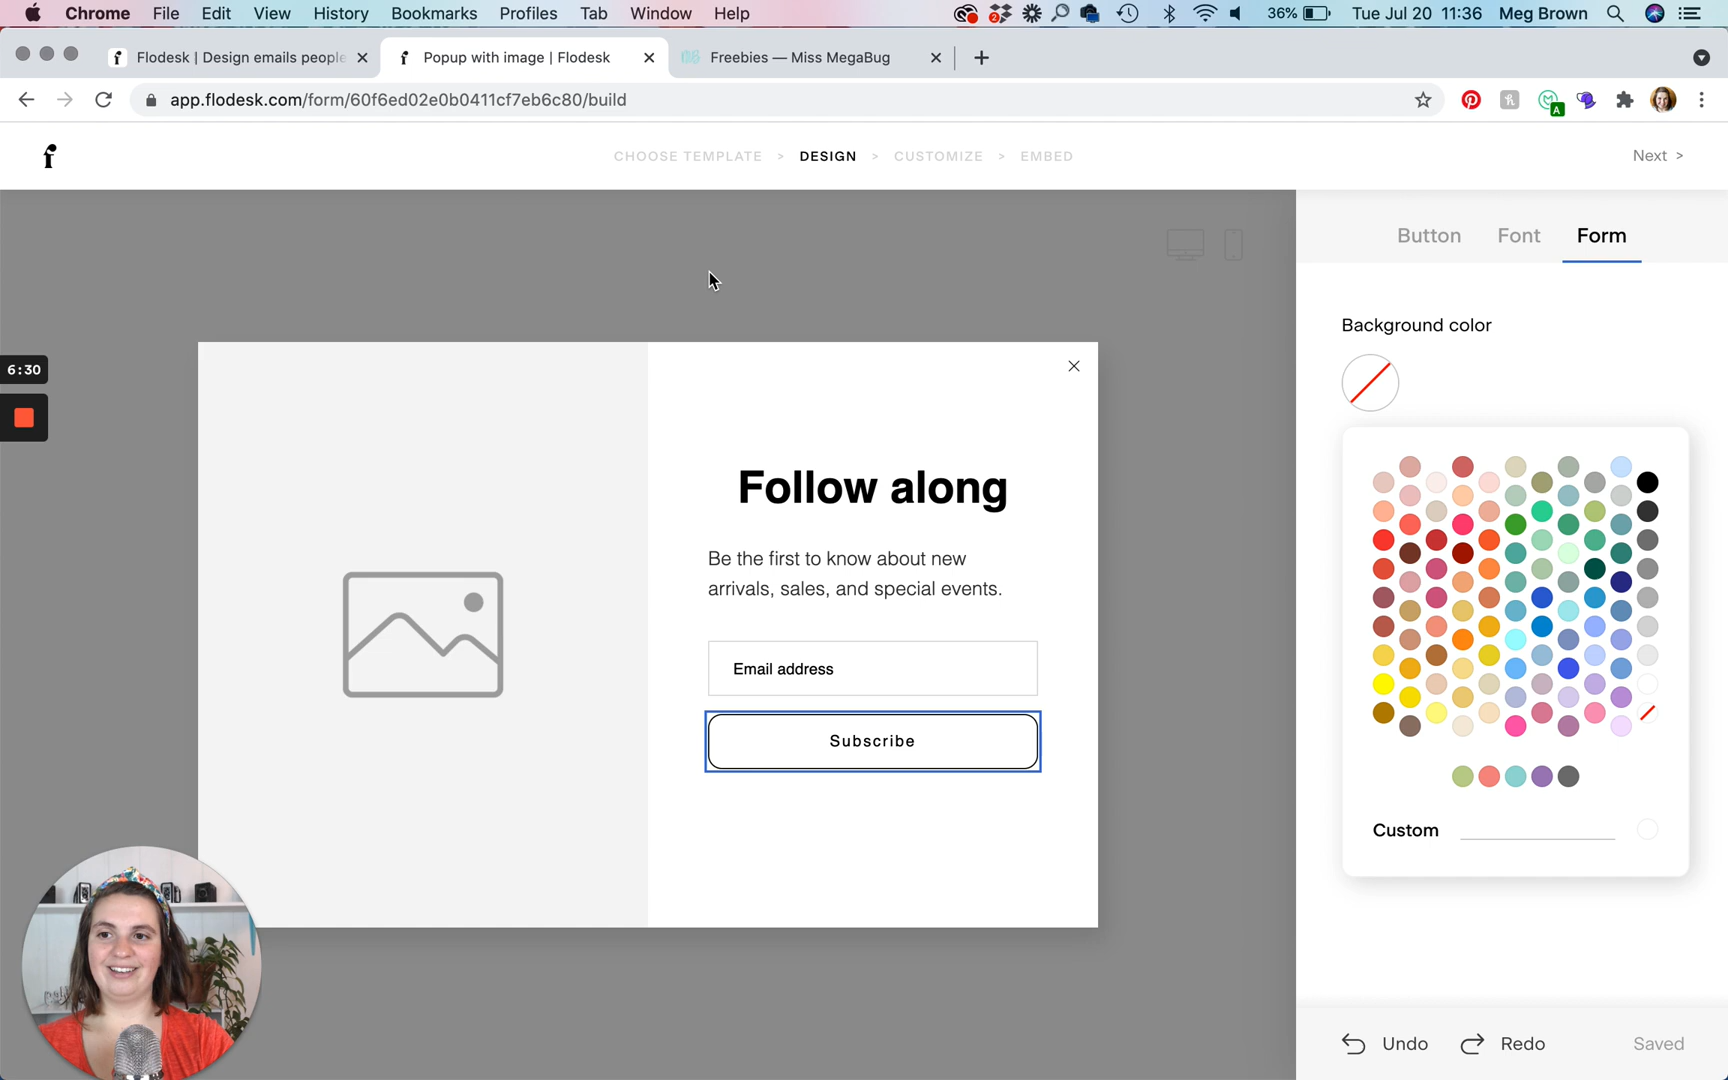 Chrome File Edit View History Bookmarks Profiles Tab Window Help 2 36% Tue Jul 20 11:36 Meg Brown
Flodesk | Design emails people Popup with image | Flodesk Freebies — Miss MegaBug
app.flodesk.com/form/60f6ed02e0b0411cf7eb6c80/build A
CHOOSE TEMPLATE > DESIGN > CUSTOMIZE > EMBED Next >
Button Font Form
Background color
6:30
Follow along
Be the first to know about new
arrivals, sales, and special events.
Email address
Subscribe
Custom
Undo Redo Saved